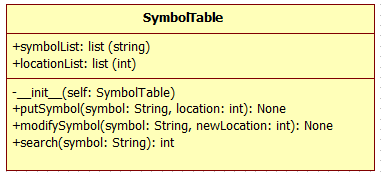 SymbolTable
+symbolList: list (string)
+locationList: list (int)
-__init__(self: SymbolTable)
+putSymbol(symbol: String, location: int): None
+modifySymbol(symbol: String, newLocation: int): None
+search(symbol: String): int